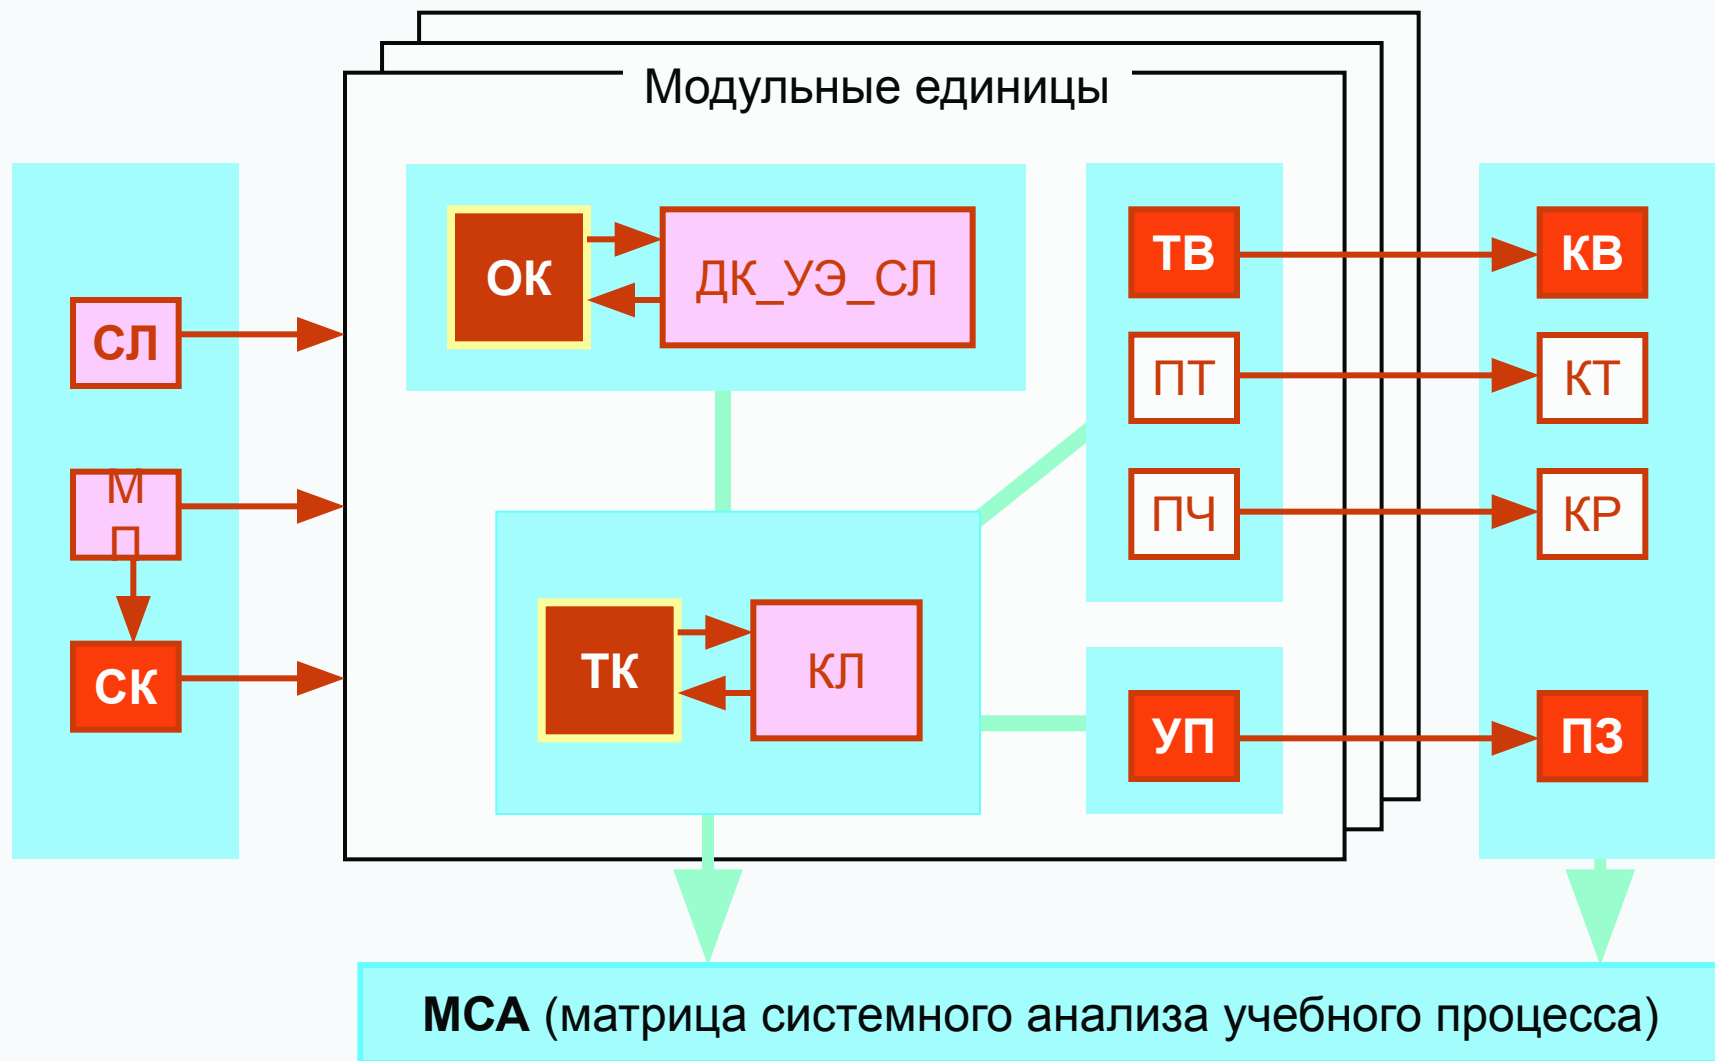 Модульные единицы
СЛ
М
П
СК
ОК
ДК_УЭ_СЛ
ТК
КЛ
ТВ
ПТ
ПЧ
УП
КВ
КТ
КР
ПЗ
МСА (матрица системного анализа учебного процесса)